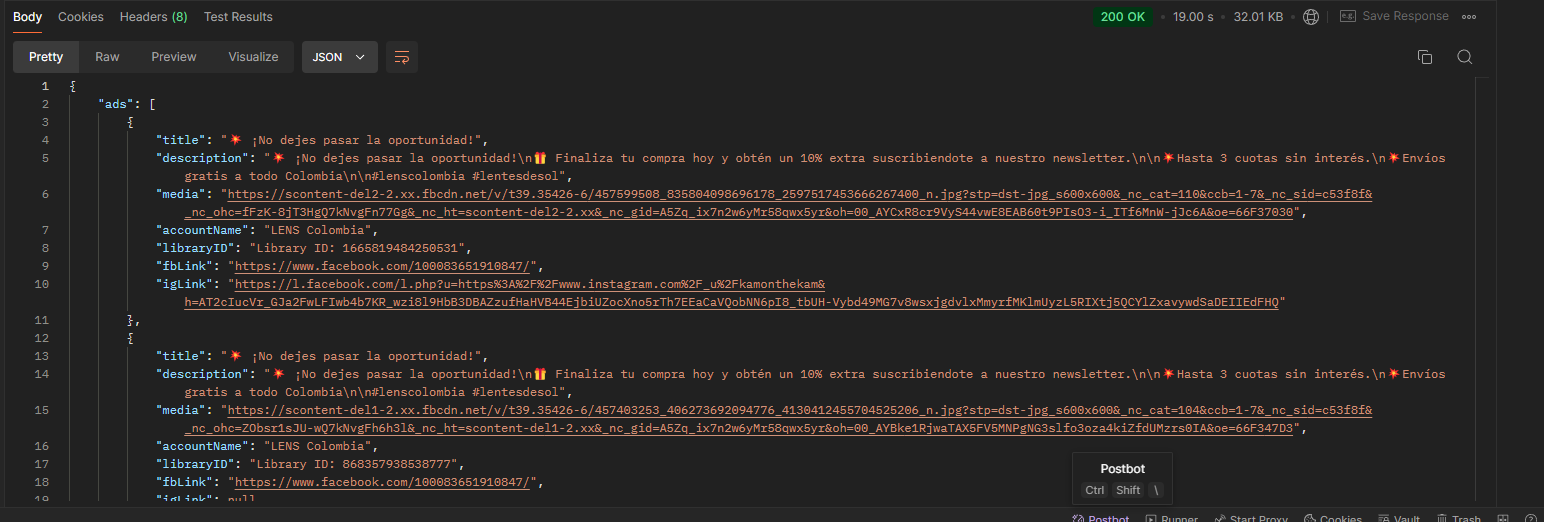 Body Cookies Headers (8) Test Results 200 OK • 19.00 s • 32.01 KB • e.g. Save Response
Pretty Raw Preview Visualize JSON
1 {
2 "ads": [
3 {
4 "title": "💥 ¡No dejes pasar la oportunidad!",
5 "description": "💥 ¡No dejes pasar la oportunidad!\n🎁 Finaliza tu compra hoy y obtén un 10% extra suscribiendote a nuestro newsletter.\n\n💥Hasta 3 cuotas sin interés.\n💥Envíos
gratis a todo Colombia\n\n#lenscolombia #lentesdesol",
6 "media": "https://scontent-del2-2.xx.fbcdn.net/v/t39.35426-6/457599508_835804098696178_2597517453666267400_n.jpg?stp=dst-jpg_s600x600&_nc_cat=110&ccb=1-7&_nc_sid=c53f8f&
_nc_ohc=fFzK-8jT3HgQ7kNvgFn77Gg&_nc_ht=scontent-del2-2.xx&_nc_gid=A5Zq_ix7n2w6yMr58qwx5yr&oh=00_AYCxR8cr9VyS44vwE8EAB60t9PIsO3-i_ITf6MnW-jJc6A&oe=66F37030",
7 "accountName": "LENS Colombia",
8 "libraryID": "Library ID: 1665819484250531",
9 "fbLink": "https://www.facebook.com/100083651910847/",
10 "igLink": "https://l.facebook.com/l.php?u=https%3A%2F%2Fwww.instagram.com%2F_u%2Fkamonthekam&
h=AT2cIucVr_GJa2FwLFIwb4b7KR_wzi8l9HbB3DBAZzufHaHVB44EjbiUZocXno5rTh7EEaCaVQobNN6pI8_tbUH-Vybd49MG7v8wsxjgdvlxMmyrfMKlmUyzL5RIXtj5QCYlZxavywdSaDEIIEdFHQ"
11 },
12 {
13 "title": "💥 ¡No dejes pasar la oportunidad!",
14 "description": "💥 ¡No dejes pasar la oportunidad!\n🎁 Finaliza tu compra hoy y obtén un 10% extra suscribiendote a nuestro newsletter.\n\n💥Hasta 3 cuotas sin interés.\n💥Envíos
gratis a todo Colombia\n\n#lenscolombia #lentesdesol",
15 "media": "https://scontent-del1-2.xx.fbcdn.net/v/t39.35426-6/457403253_406273692094776_4130412455704525206_n.jpg?stp=dst-jpg_s600x600&_nc_cat=104&ccb=1-7&_nc_sid=c53f8f&
_nc_ohc=ZObsr1sJU-wQ7kNvgFh6h3l&_nc_ht=scontent-del1-2.xx&_nc_gid=A5Zq_ix7n2w6yMr58qwx5yr&oh=00_AYBke1RjwaTAX5FV5MNPgNG3slfo3oza4kiZfdUMzrs0IA&oe=66F347D3",
16 "accountName": "LENS Colombia",
17 "libraryID": "Library ID: 868357938538777",
18 "fbLink": "https://www.facebook.com/100083651910847/",
19 "igLink": null
Postbot
Ctrl Shift \
Postbot Runner Start Proxy Cookies Vault Trash